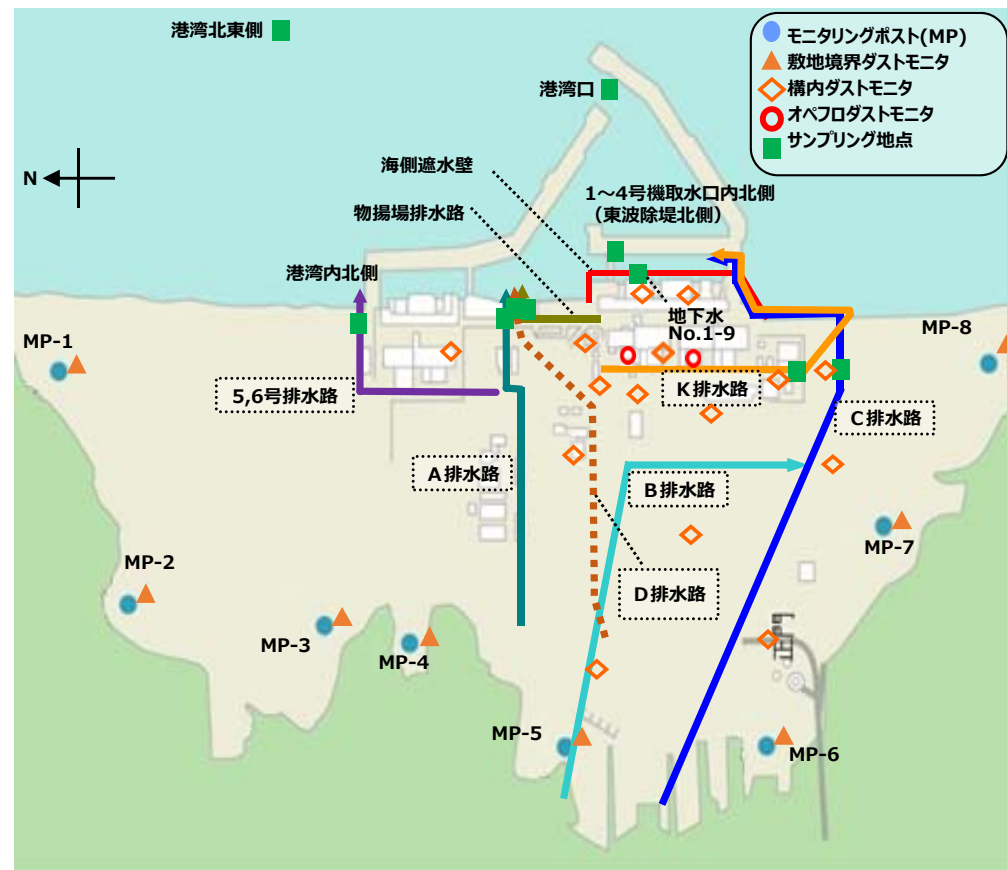 港湾北東側
モニタリングポスト(MP)
敷地境界ダストモニタ
構内ダストモニタ
オペフロダストモニタ
サンプリング地点
港湾口
N
海側遮水壁
1～4号機取水口内北側
（東波除堤北側）
物揚場排水路
港湾内北側
地下水
No.1-9
MP-1
MP-8
5,6号排水路
K排水路
C排水路
A排水路
B排水路
MP-7
MP-2
D排水路
MP-3
MP-4
MP-5
MP-6